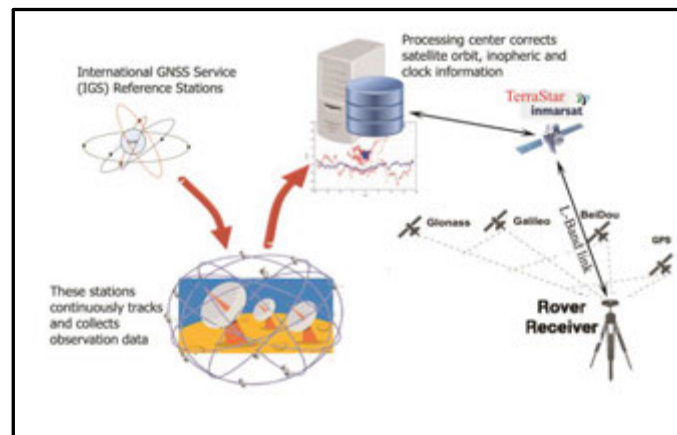 International GNSS Service
(IGS) Reference Stations
Processing center corrects
satellite orbit, inopheric and
clock information
TerraStar
inmarsat
Glonass
Galileo
BeiDou
GPS
L-Band link
Rover
Receiver
These stations
continuously tracks
and collects
observation data